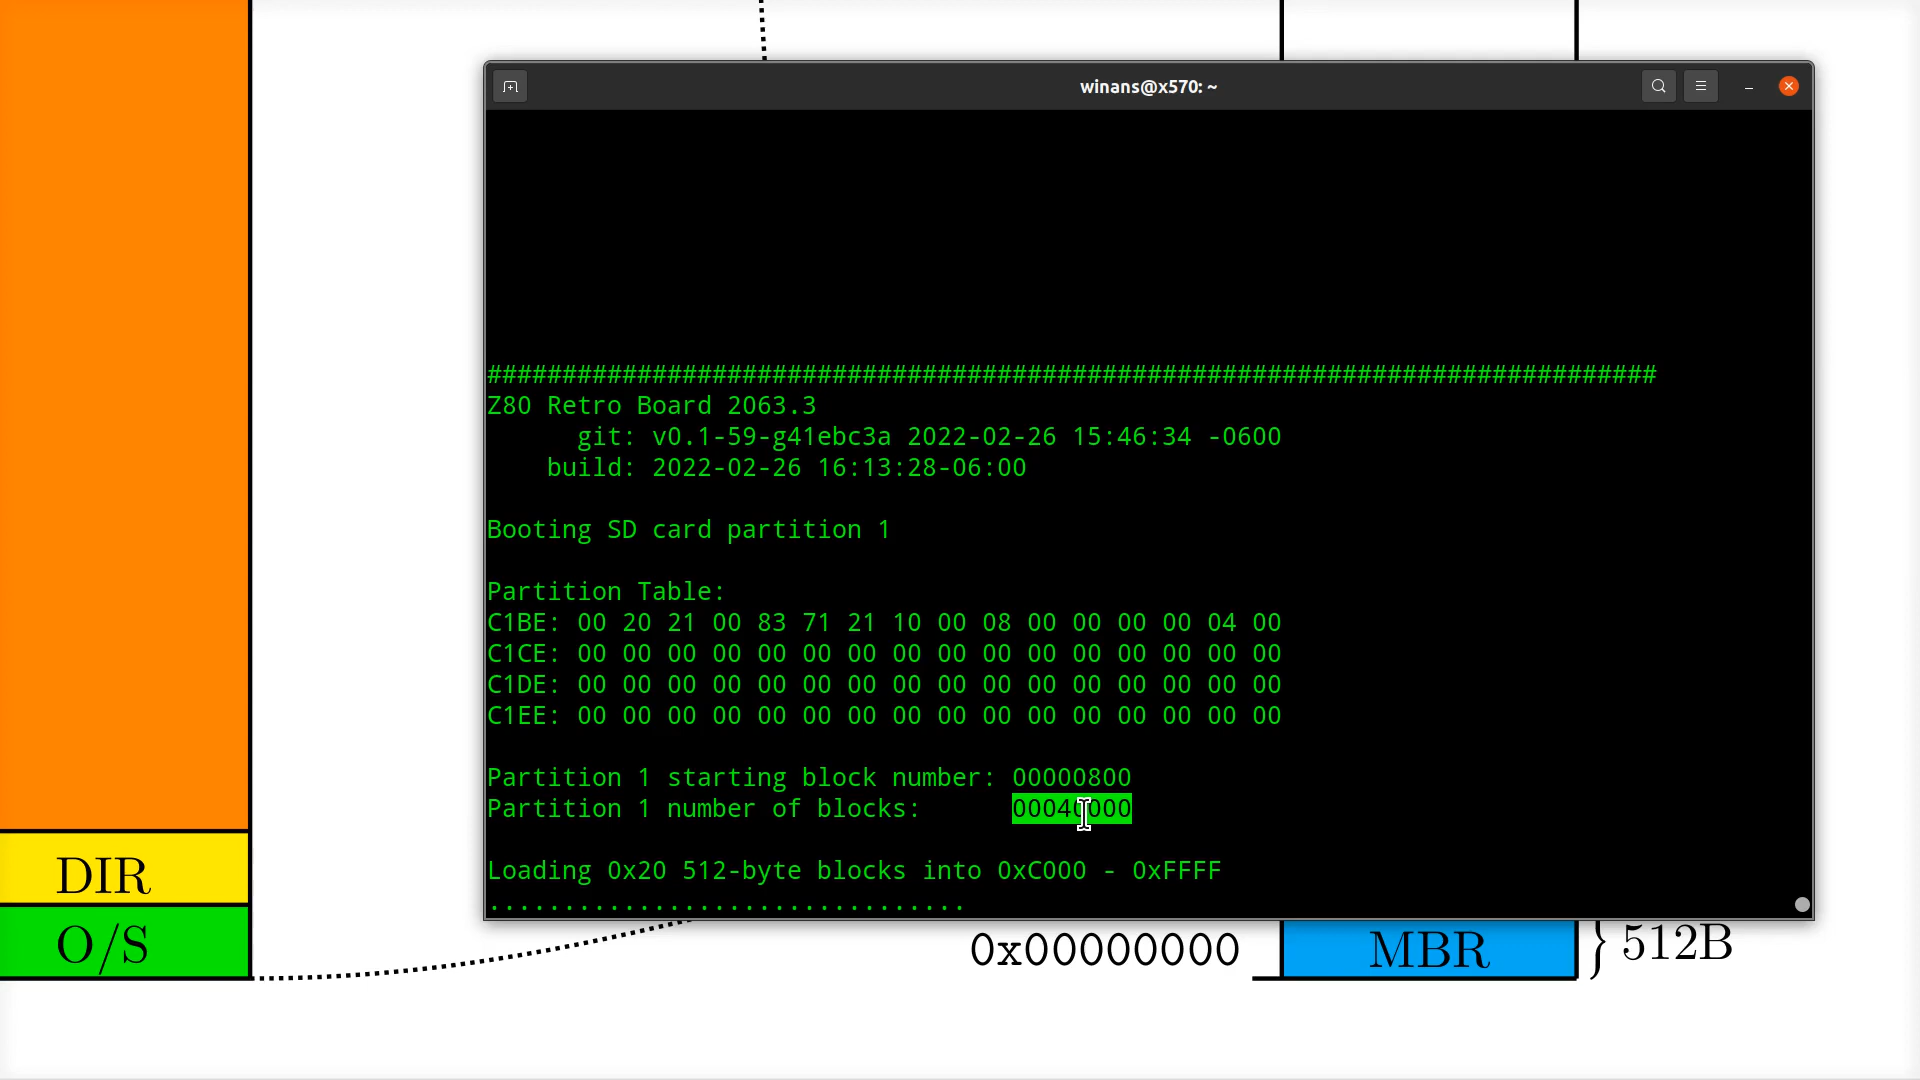 winans@x570: ~
################################################################################
Z80 Retro Board 2063.3
      git: v0.1-59-g41ebc3a 2022-02-26 15:46:34 -0600
    build: 2022-02-26 16:13:28-06:00
Booting SD card partition 1
Partition Table:
C1BE: 00 20 21 00 83 71 21 10 00 08 00 00 00 00 04 00
C1CE: 00 00 00 00 00 00 00 00 00 00 00 00 00 00 00 00
C1DE: 00 00 00 00 00 00 00 00 00 00 00 00 00 00 00 00
C1EE: 00 00 00 00 00 00 00 00 00 00 00 00 00 00 00 00
Partition 1 starting block number: 00000800
Partition 1 number of blocks:      00040000
Loading 0x20 512-byte blocks into 0xC000 - 0xFFFF
................................
DIR
O/S
0x00000000
MBR
512B